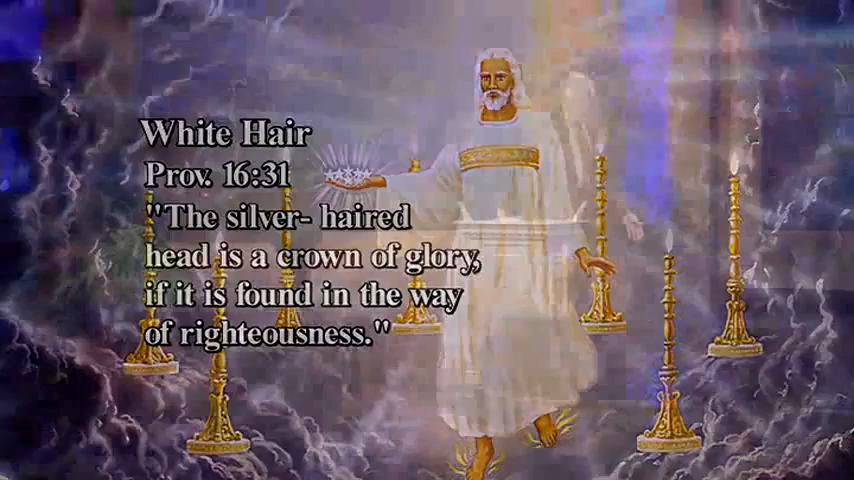 White Hair
Prov. 16:31
"The silver- haired
head is a crown of glory,
if it is found in the way
of righteousness."